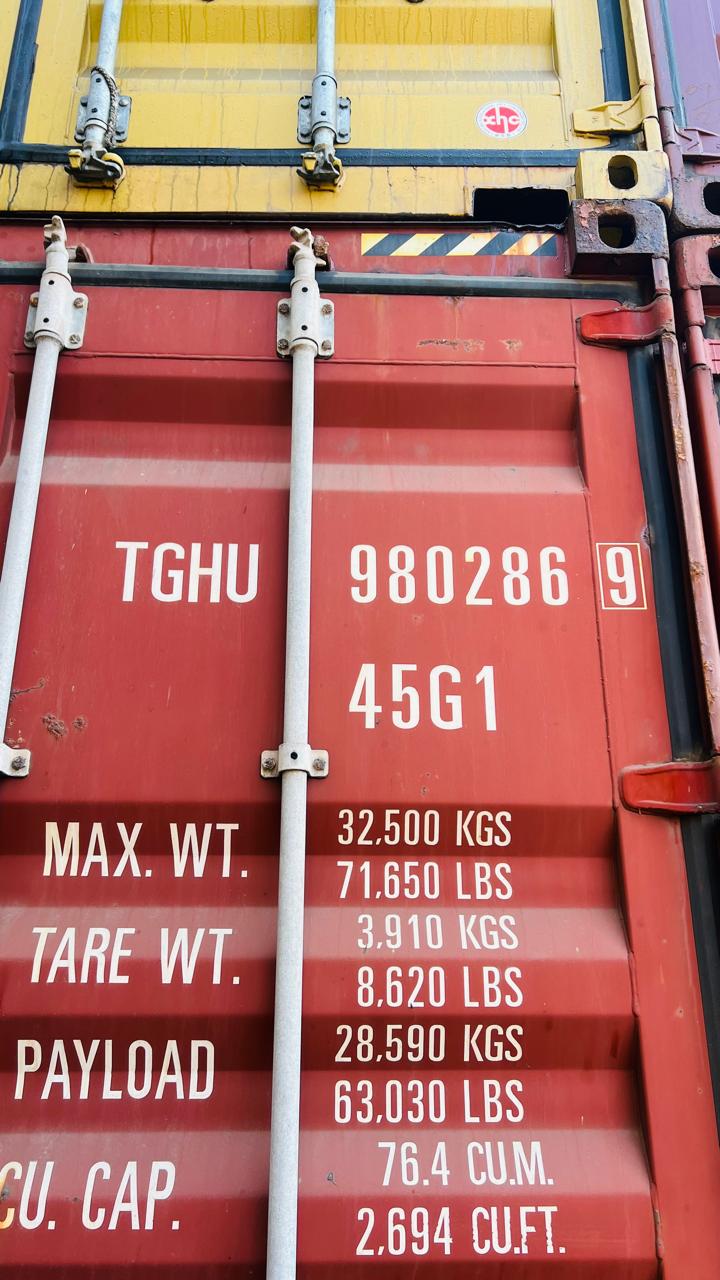 xhc
TGHU 980286 9
45G1
MAX. WT. 32,500 KGS
71,650 LBS
TARE WT. 3,910 KGS
8,620 LBS
PAYLOAD 28,590 KGS
63,030 LBS
CU. CAP. 76.4 CU.M.
2,694 CU.FT.